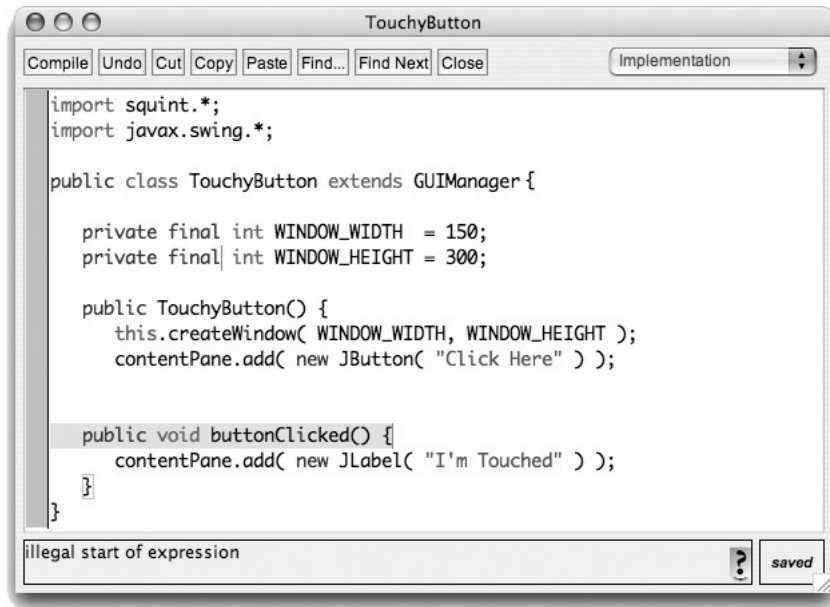 TouchyButton
Compile Undo Cut Copy Paste Find... Find Next Close Implementation
import squint.*;
import javax.swing.*;
public class TouchyButton extends GUIManager {
private final int WINDOW_WIDTH  = 150;
private final int WINDOW_HEIGHT = 300;
public TouchyButton() {
this.createWindow( WINDOW_WIDTH, WINDOW_HEIGHT );
contentPane.add( new JButton( "Click Here" ) );
public void buttonClicked() {
contentPane.add( new JLabel( "I'm Touched" ) );
}
}
illegal start of expression ? saved